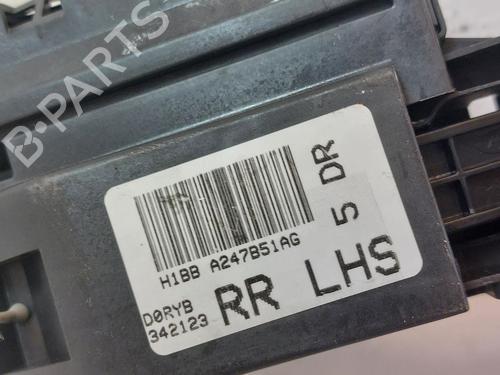 B-PARTS
H1BB A247B51AG
5 DR
D0RYB
342123
RR LHS